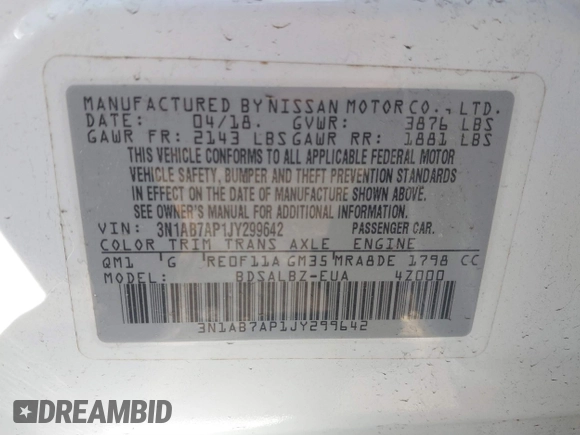 MANUFACTURED BY NISSAN MOTOR CO., LTD.
DATE: 04/18. GVWR: 3876 LBS
GAWR FR: 2143 LBS GAWR RR: 1881 LBS
THIS VEHICLE CONFORMS TO ALL APPLICABLE FEDERAL MOTOR
VEHICLE SAFETY, BUMPER AND THEFT PREVENTION STANDARDS
IN EFFECT ON THE DATE OF MANUFACTURE SHOWN ABOVE.
SEE OWNER'S MANUAL FOR ADDITIONAL INFORMATION.
VIN: 3N1AB7AP1JY299642 PASSENGER CAR.
COLOR TRIM TRANS AXLE ENGINE
QM1 G RE0F11A GM35 MRA8DE 1798 CC
BDSALBZ-EUA 4Z000
3N1AB7AP1JY299642
DREAMBID